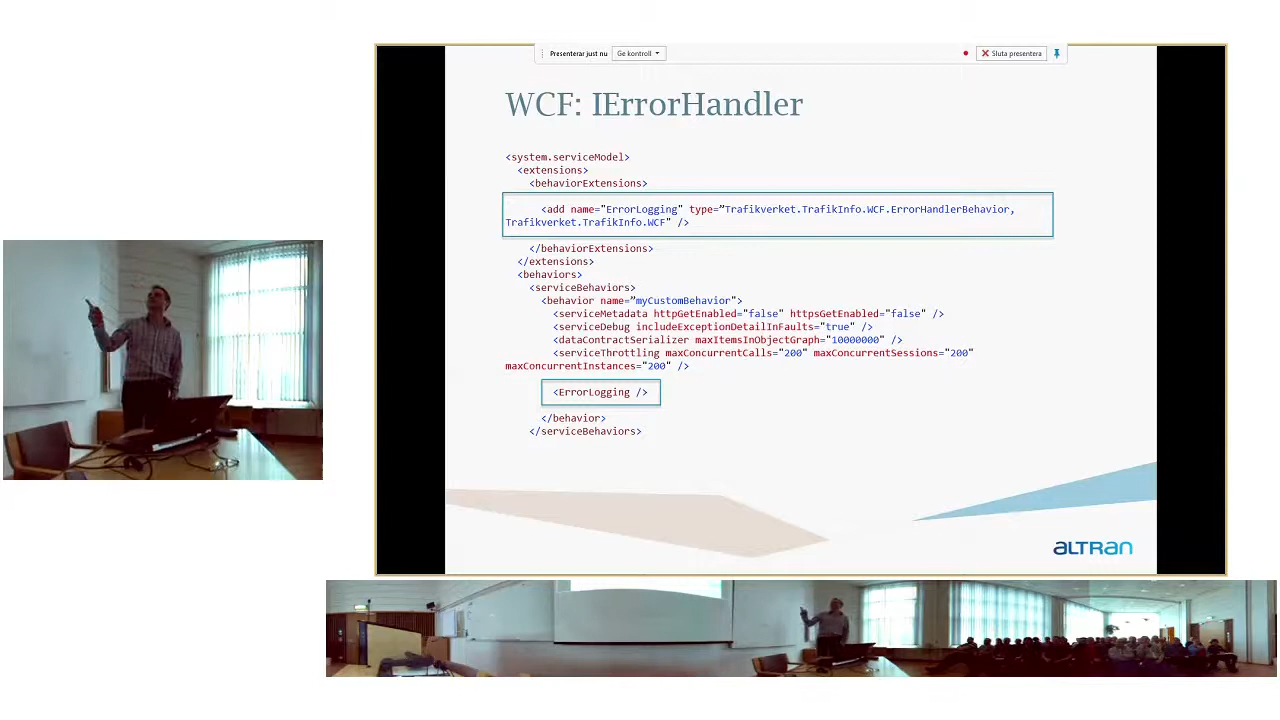 Presenterar just nu Ge kontroll Sluta presentera
WCF: IErrorHandler
<system.serviceModel>
<extensions>
<behaviorExtensions>
<add name="ErrorLogging" type=”Trafikverket.TrafikInfo.WCF.ErrorHandlerBehavior,
Trafikverket.TrafikInfo.WCF" />
</behaviorExtensions>
</extensions>
<behaviors>
<serviceBehaviors>
<behavior name=”myCustomBehavior">
<serviceMetadata httpGetEnabled="false" httpsGetEnabled="false" />
<serviceDebug includeExceptionDetailInFaults="true" />
<dataContractSerializer maxItemsInObjectGraph="10000000" />
<serviceThrottling maxConcurrentCalls="200" maxConcurrentSessions="200"
maxConcurrentInstances="200" />
<ErrorLogging />
</behavior>
</serviceBehaviors>
ALTRAN